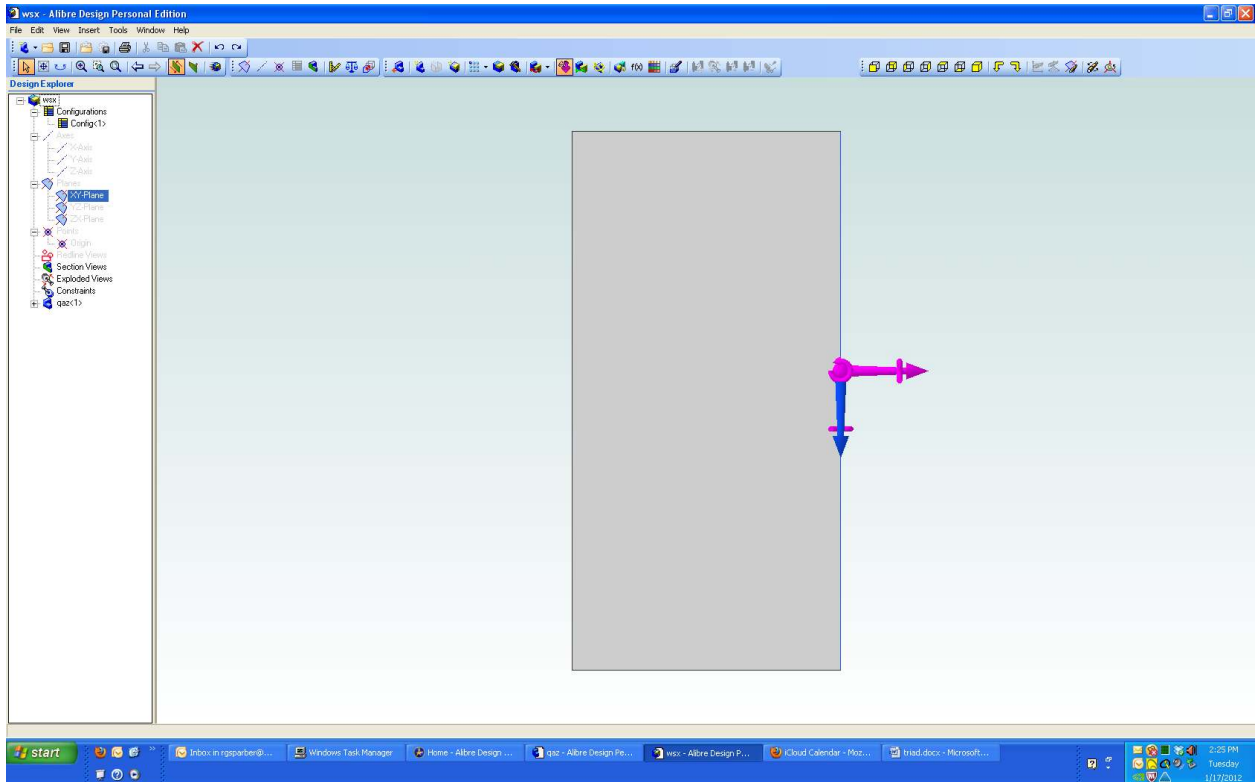 wsx - Alibre Design Personal Edition
File Edit View Insert Tools Window Help
f(x)
Design Explorer
wsx
Configurations
Config<1>
Axes
X-Axis
Y-Axis
Z-Axis
Planes
XY-Plane
YZ-Plane
ZX-Plane
Points
Origin
Redline Views
Section Views
Exploded Views
Constraints
qaz<1>
start
Inbox in rgsparber@...
Windows Task Manager
Home - Alibre Design ...
qaz - Alibre Design Pe...
wsx - Alibre Design P...
iCloud Calendar - Moz...
triad.docx - Microsoft...
2:25 PM
Tuesday
1/17/2012